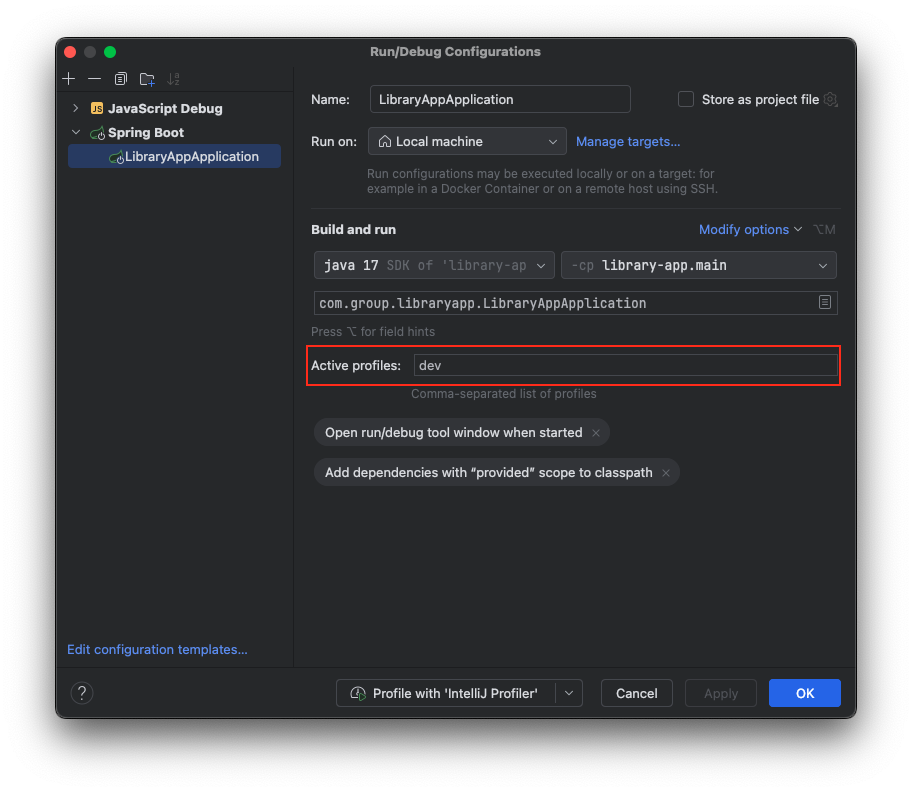 Run/Debug Configurations
JS JavaScript Debug
Spring Boot
LibraryAppApplication
Edit configuration templates...
Name: LibraryAppApplication
Store as project file
Run on: Local machine
Manage targets...
Run configurations may be executed locally or on a target: for
example in a Docker Container or on a remote host using SSH.
Build and run
Modify options ⌥M
java 17 SDK of 'library-ap
-cp library-app.main
com.group.libraryapp.LibraryAppApplication
Press ⌥ for field hints
Active profiles: dev
Comma-separated list of profiles
Open run/debug tool window when started ×
Add dependencies with “provided” scope to classpath ×
?
Profile with 'IntelliJ Profiler'
Cancel
Apply
OK